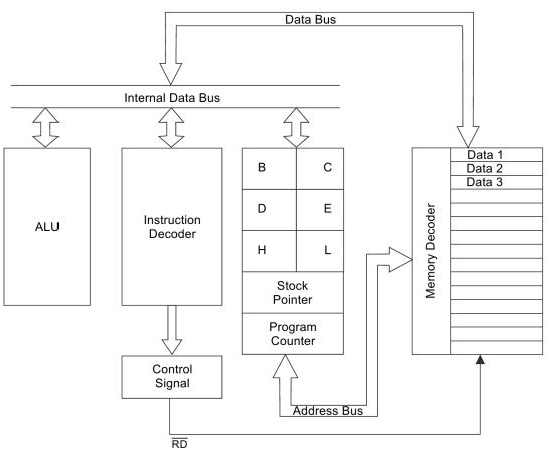 Data Bus
Internal Data Bus
ALU
Instruction
Decoder
B
C
D
E
H
L
Stock
Pointer
Program
Counter
Memory Decoder
Data 1
Data 2
Data 3
Control
Signal
Address Bus
R̅D̅